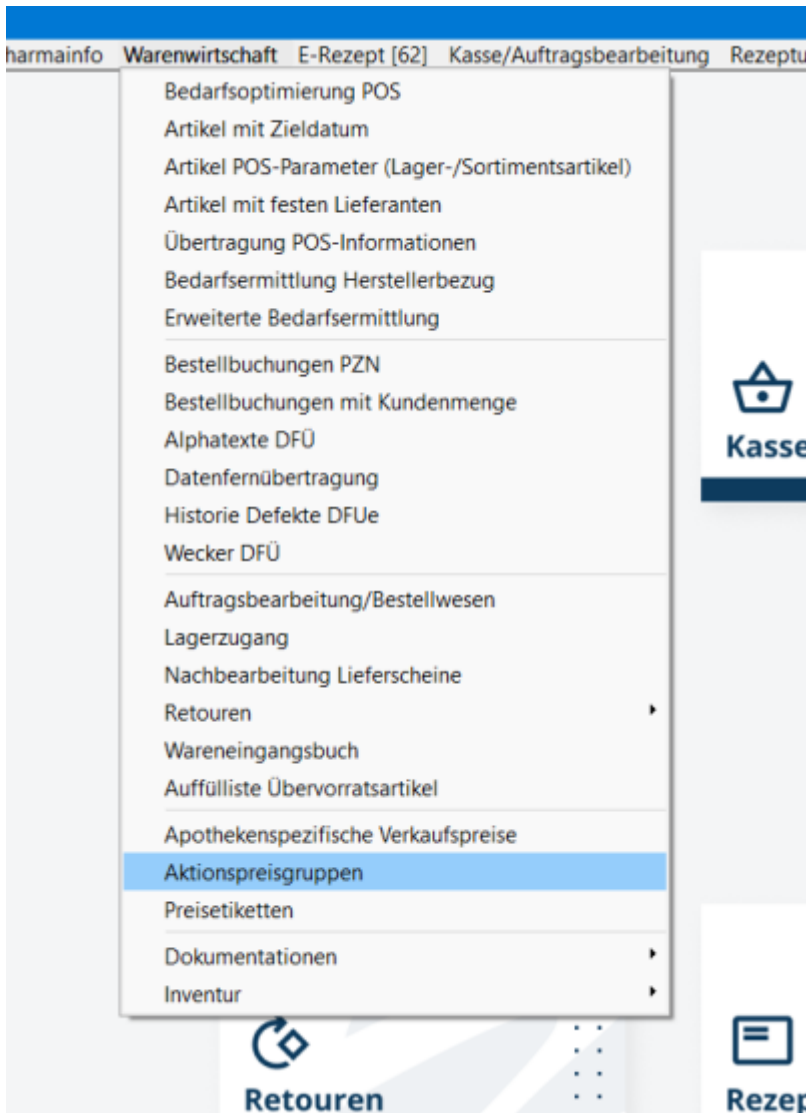 harmainfo Warenwirtschaft E-Rezept [62] Kasse/Auftragsbearbeitung Rezeptu
Bedarfsoptimierung POS
Artikel mit Zieldatum
Artikel POS-Parameter (Lager-/Sortimentsartikel)
Artikel mit festen Lieferanten
Übertragung POS-Informationen
Bedarfsermittlung Herstellerbezug
Erweiterte Bedarfsermittlung
Bestellbuchungen PZN
Bestellbuchungen mit Kundenmenge
Alphatexte DFÜ
Datenfernübertragung
Historie Defekte DFUe
Wecker DFÜ
Auftragsbearbeitung/Bestellwesen
Lagerzugang
Nachbearbeitung Lieferscheine
Retouren
Wareneingangsbuch
Auffülliste Übervorratsartikel
Apothekenspezifische Verkaufspreise
Aktionspreisgruppen
Preisetiketten
Dokumentationen
Inventur
Kasse
Retouren
Rezep